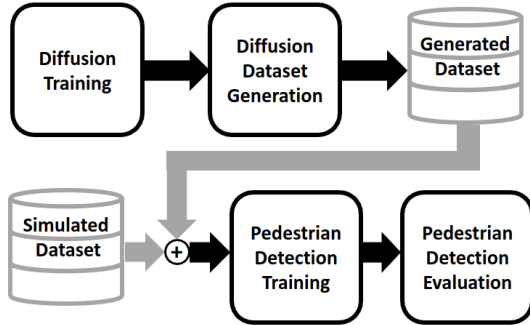 Diffusion
Training
Diffusion
Dataset
Generation
Generated
Dataset
Simulated
Dataset
+
Pedestrian
Detection
Training
Pedestrian
Detection
Evaluation